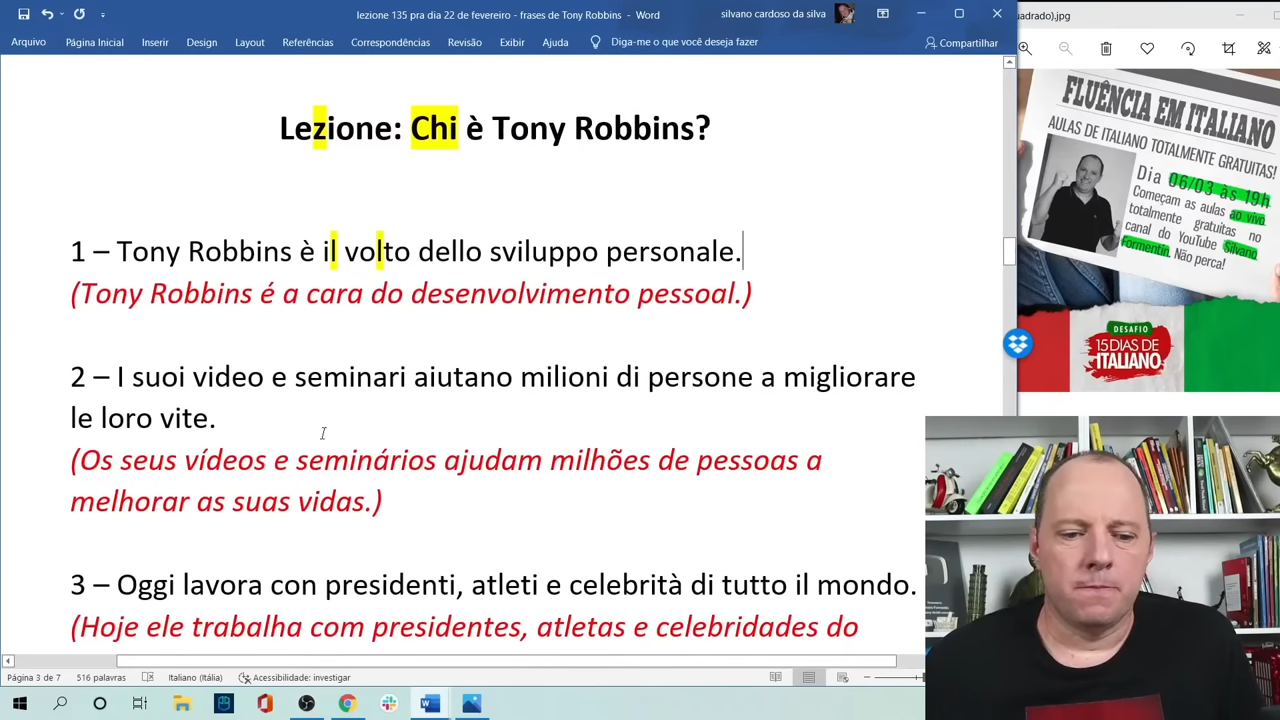 lezione 135 pra dia 22 de fevereiro - frases de Tony Robbins - Word
silvano cardoso da silva
Arquivo Página Inicial Inserir Design Layout Referências Correspondências Revisão Exibir Ajuda Diga-me o que você deseja fazer Compartilhar
Lezione: Chi è Tony Robbins?
1 – Tony Robbins è il volto dello sviluppo personale.
(Tony Robbins é a cara do desenvolvimento pessoal.)
2 – I suoi video e seminari aiutano milioni di persone a migliorare
le loro vite.
(Os seus vídeos e seminários ajudam milhões de pessoas a
melhorar as suas vidas.)
3 – Oggi lavora con presidenti, atleti e celebrità di tutto il mondo.
(Hoje ele trabalha com presidentes, atletas e celebridades do
Página 3 de 7 516 palavras Italiano (Itália) Acessibilidade: investigar
uadrado).jpg
FLUÊNCIA EM ITALIANO
AULAS DE ITALIANO TOTALMENTE GRATUITAS!
Dia 06/03 às 19h
Começam as aulas ao vivo
totalmente gratuitas no
canal do YouTube Silvano
Formentin. Não perca!
DESAFIO
15 DIAS DE
ITALIANO